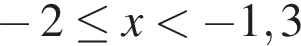 − 2 ≤ x < −1,3